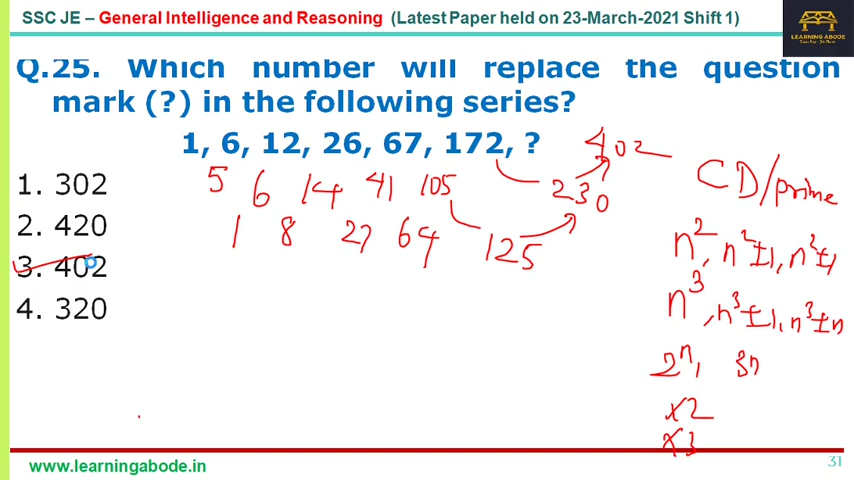 SSC JE – General Intelligence and Reasoning (Latest Paper held on 23-March-2021 Shift 1)
LEARNING ABODE
Q.25. Which number will replace the question
mark (?) in the following series?
1, 6, 12, 26, 67, 172, ? 402
1. 302
5 6 14 41 105 230
CD/prime
2. 420
1 8 27 64 125
n², n²±1, n²±1
3. 402
n³, n³±1, n³±n
4. 320
2ⁿ, 3n
×2
×3
www.learningabode.in
31